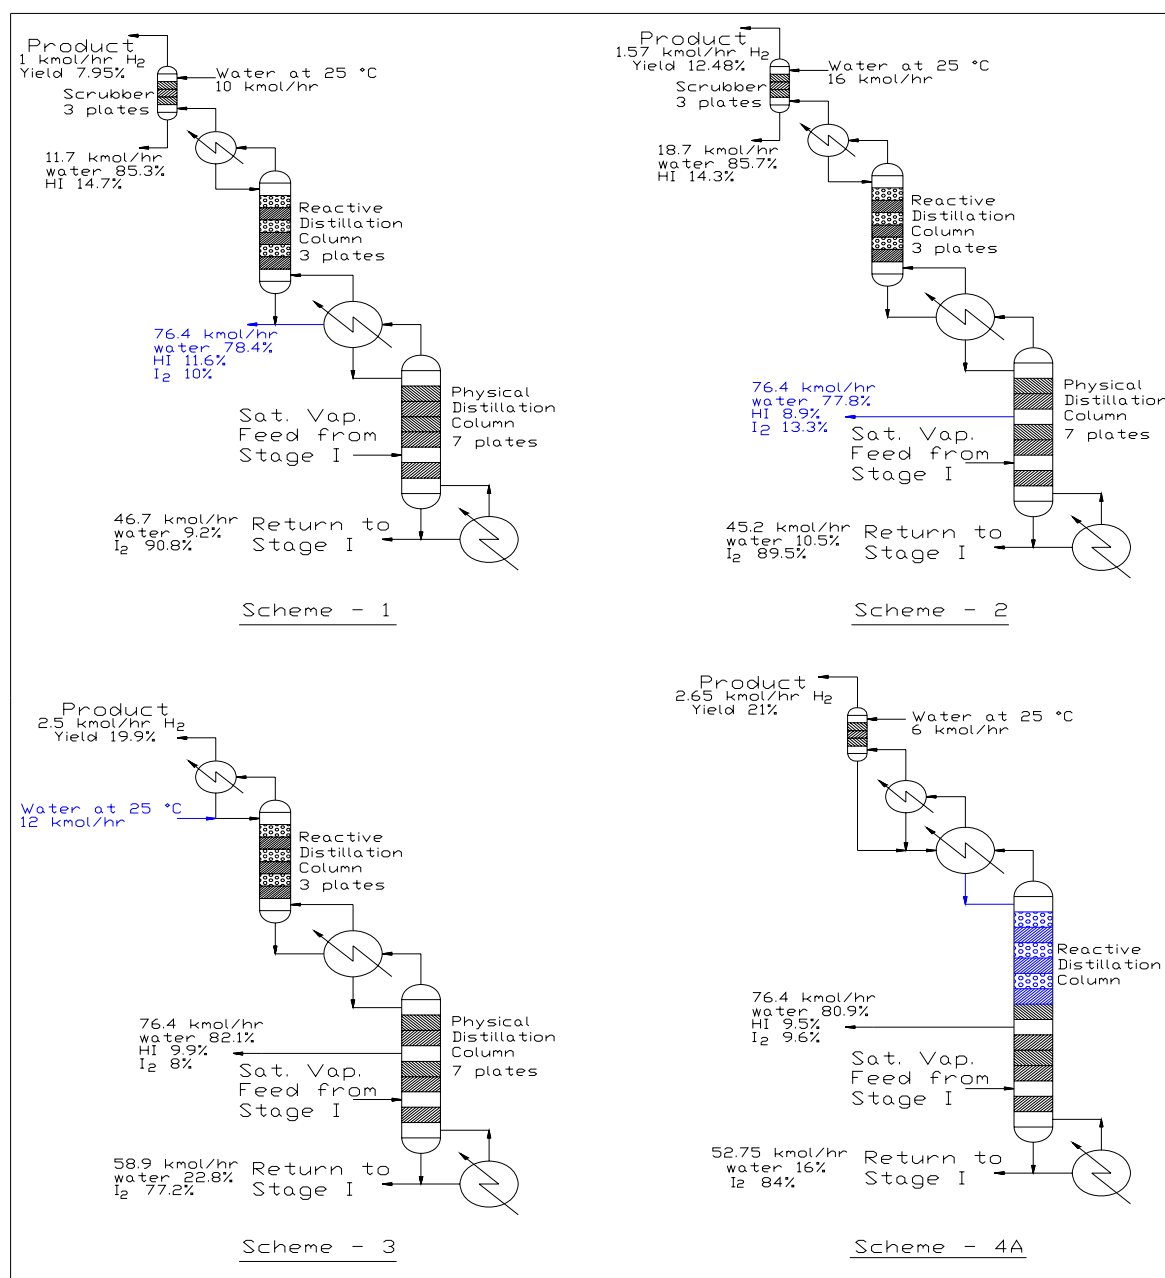 Product
1 kmol/hr H2
Yield 7.95%
Water at 25 °C
10 kmol/hr
Scrubber
3 plates
11.7 kmol/hr
water 85.3%
HI 14.7%
Reactive
Distillation
Column
3 plates
76.4 kmol/hr
water 78.4%
HI 11.6%
I2 10%
Physical
Distillation
Column
7 plates
Sat. Vap.
Feed from
Stage I
46.7 kmol/hr
water 9.2%
I2 90.8%
Return to
Stage I
Scheme - 1
Product
1.57 kmol/hr H2
Yield 12.48%
Water at 25 °C
16 kmol/hr
Scrubber
3 plates
18.7 kmol/hr
water 85.7%
HI 14.3%
Reactive
Distillation
Column
3 plates
76.4 kmol/hr
water 77.8%
HI 8.9%
I2 13.3%
Physical
Distillation
Column
7 plates
Sat. Vap.
Feed from
Stage I
45.2 kmol/hr
water 10.5%
I2 89.5%
Return to
Stage I
Scheme - 2
Product
2.5 kmol/hr H2
Yield 19.9%
Water at 25 °C
12 kmol/hr
Reactive
Distillation
Column
3 plates
76.4 kmol/hr
water 82.1%
HI 9.9%
I2 8%
Physical
Distillation
Column
7 plates
Sat. Vap.
Feed from
Stage I
58.9 kmol/hr
water 22.8%
I2 77.2%
Return to
Stage I
Scheme - 3
Product
2.65 kmol/hr H2
Yield 21%
Water at 25 °C
6 kmol/hr
Reactive
Distillation
Column
76.4 kmol/hr
water 80.9%
HI 9.5%
I2 9.6%
Sat. Vap.
Feed from
Stage I
52.75 kmol/hr
water 16%
I2 84%
Return to
Stage I
Scheme - 4A